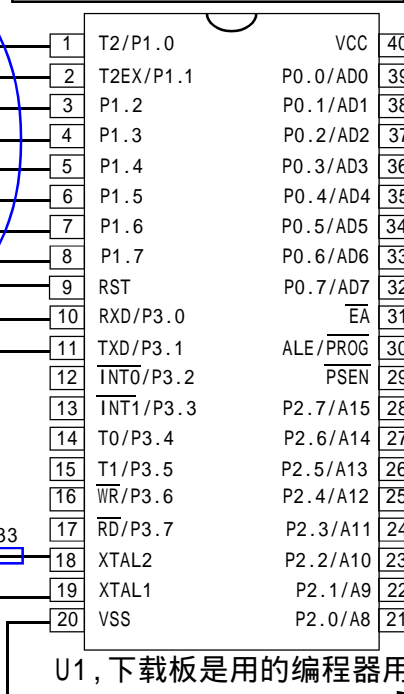 1 T2/P1.0 VCC 40
2 T2EX/P1.1 P0.0/AD0 39
3 P1.2 P0.1/AD1 38
4 P1.3 P0.2/AD2 37
5 P1.4 P0.3/AD3 36
6 P1.5 P0.4/AD4 35
7 P1.6 P0.5/AD5 34
8 P1.7 P0.6/AD6 33
9 RST P0.7/AD7 32
10 RXD/P3.0 EA 31
11 TXD/P3.1 ALE/PROG 30
12 INT0/P3.2 PSEN 29
13 INT1/P3.3 P2.7/A15 28
14 T0/P3.4 P2.6/A14 27
15 T1/P3.5 P2.5/A13 26
16 WR/P3.6 P2.4/A12 25
17 RD/P3.7 P2.3/A11 24
18 XTAL2 P2.2/A10 23
19 XTAL1 P2.1/A9 22
20 VSS P2.0/A8 21
U1,下载板是用的编程器用